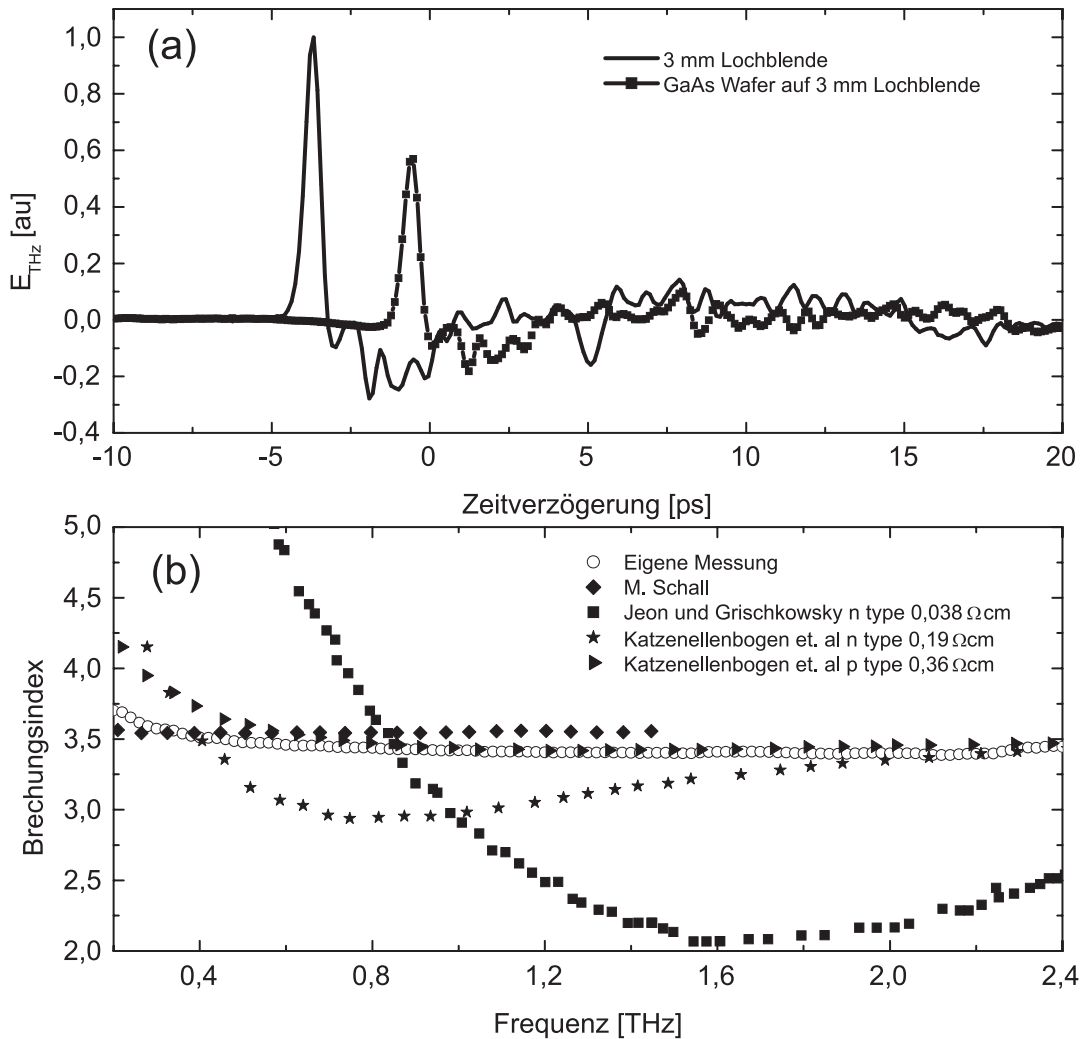 (a)
3 mm Lochblende
GaAs Wafer auf 3 mm Lochblende
1,0
0,8
0,6
0,4
0,2
0,0
-0,2
-0,4
E THz [au]
-10 -5 0 5 10 15 20
Zeitverzögerung [ps]
(b)
Eigene Messung
M. Schall
Jeon und Grischkowsky n type 0,038 Ωcm
Katzenellenbogen et. al n type 0,19 Ωcm
Katzenellenbogen et. al p type 0,36 Ωcm
5,0
4,5
4,0
3,5
3,0
2,5
2,0
Brechungsindex
0,4 0,8 1,2 1,6 2,0 2,4
Frequenz [THz]